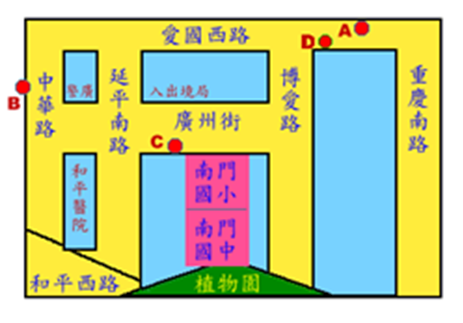 愛國西路
A
D
B
中華路
警廣
延平南路
入出境局
博愛路
重慶南路
廣州街
C
和平醫院
南門
國小
南門
國中
和平西路
植物園